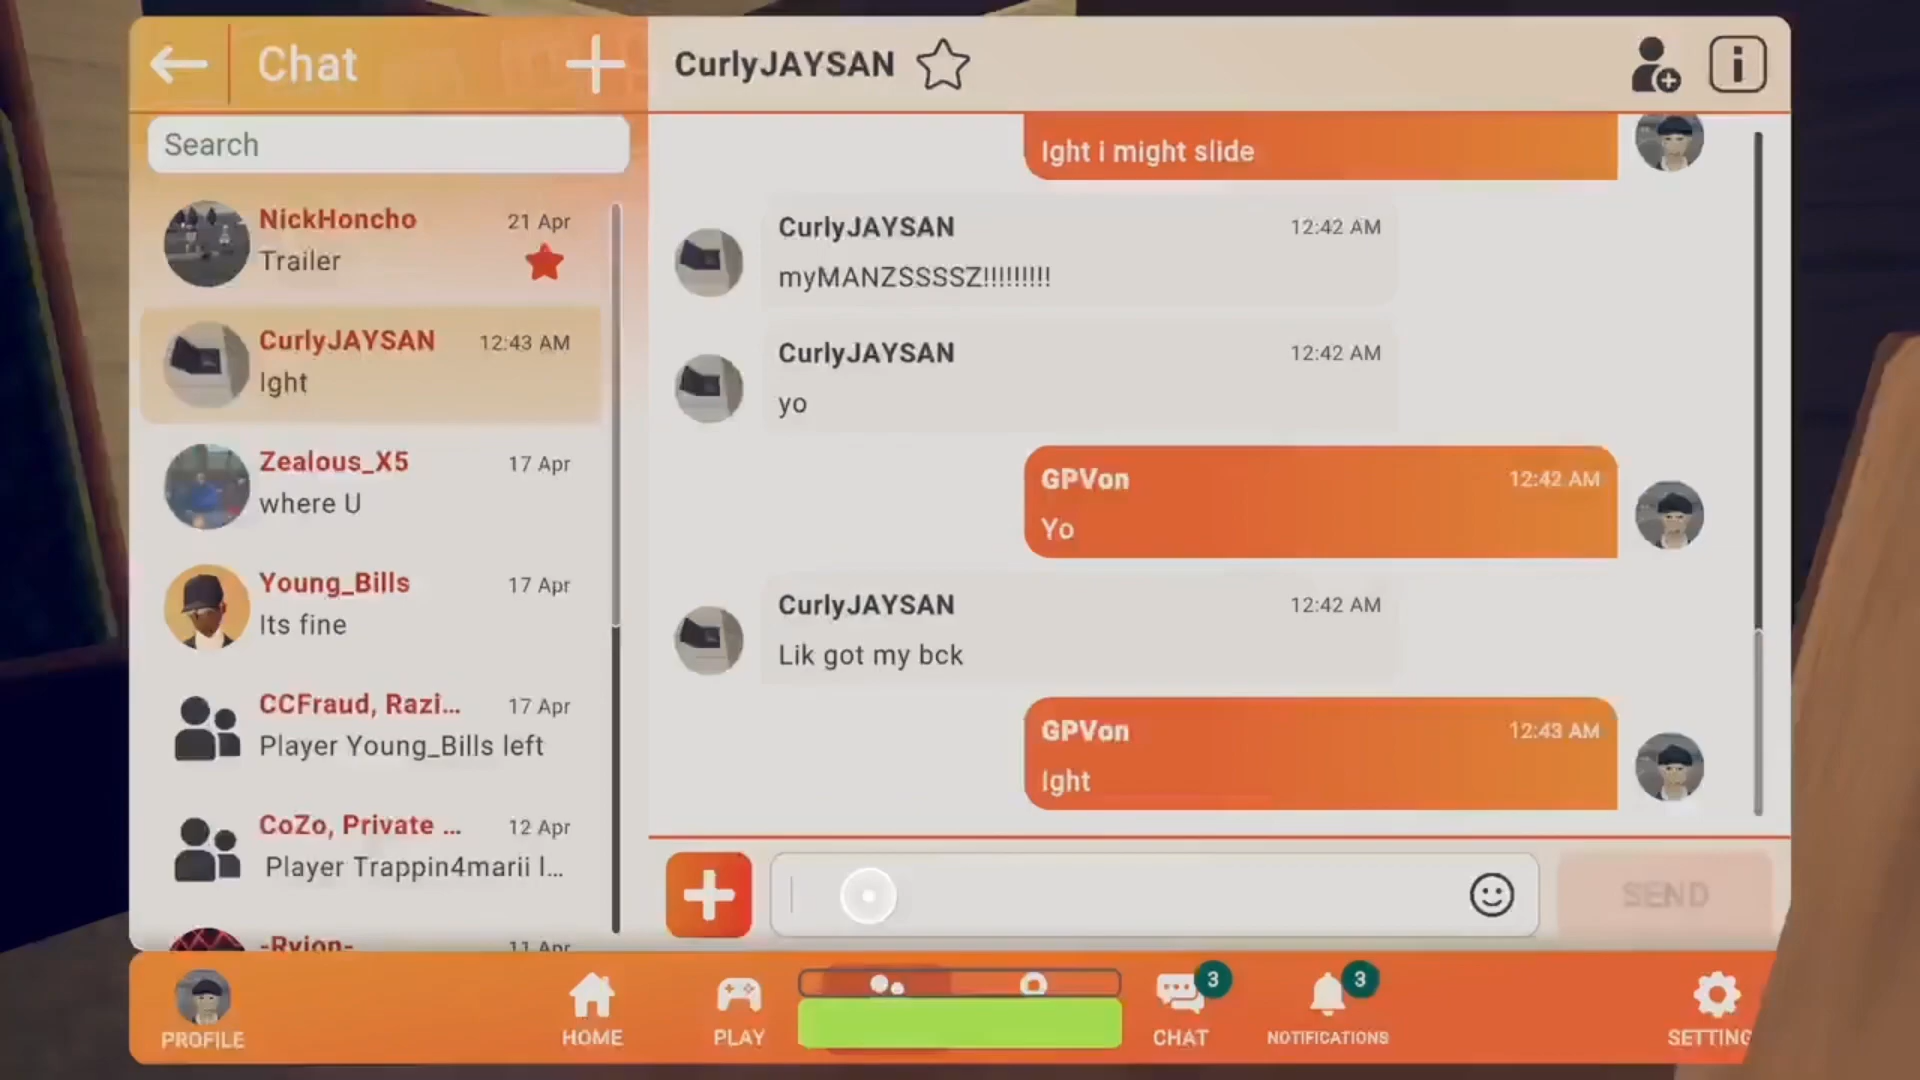 Chat
CurlyJAYSAN
Search
NickHoncho 21 Apr
Trailer
CurlyJAYSAN 12:43 AM
Ight
Zealous_X5 17 Apr
where U
Young_Bills 17 Apr
Its fine
CCFraud, Razi... 17 Apr
Player Young_Bills left
CoZo, Private ... 12 Apr
Player Trappin4marii l...
-Ryion- 11 Apr
Ight i might slide
CurlyJAYSAN 12:42 AM
myMANZSSSSZ!!!!!!!!!
CurlyJAYSAN 12:42 AM
yo
GPVon 12:42 AM
Yo
CurlyJAYSAN 12:42 AM
Lik got my bck
GPVon 12:43 AM
Ight
SEND
PROFILE
HOME
PLAY
3
CHAT
3
NOTIFICATIONS
SETTING